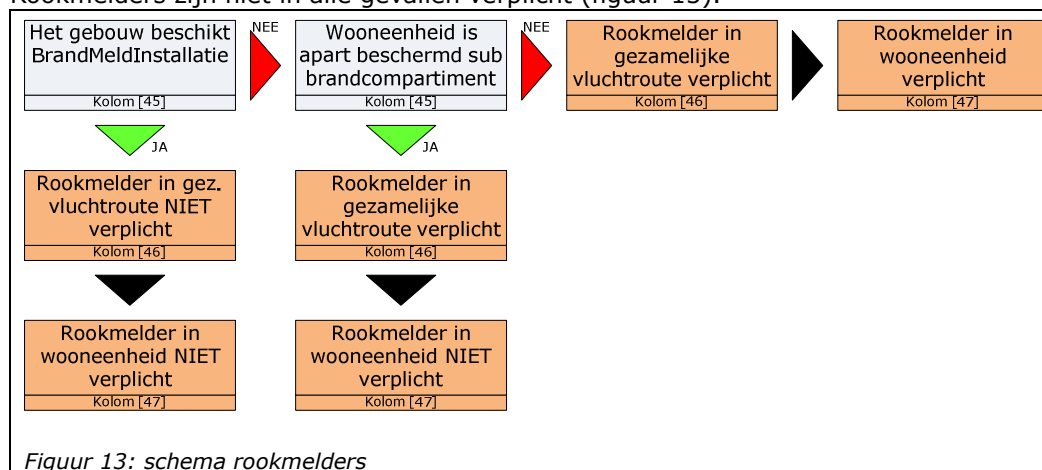 Rookmelders zijn niet in alle gevallen verplicht (figuur 13).
Het gebouw beschikt
BrandMeldInstallatie
Kolom [45]
NEE
Wooneenheid is
apart beschermd sub
brandcompartiment
Kolom [45]
NEE
Rookmelder in
gezamelijke
vluchtroute verplicht
Kolom [46]
Rookmelder in
wooneenheid
verplicht
Kolom [47]
JA
JA
Rookmelder in gez.
vluchtroute NIET
verplicht
Kolom [46]
Rookmelder in
gezamelijke
vluchtroute verplicht
Kolom [46]
Rookmelder in
wooneenheid NIET
verplicht
Kolom [47]
Rookmelder in
wooneenheid NIET
verplicht
Kolom [47]
Figuur 13: schema rookmelders